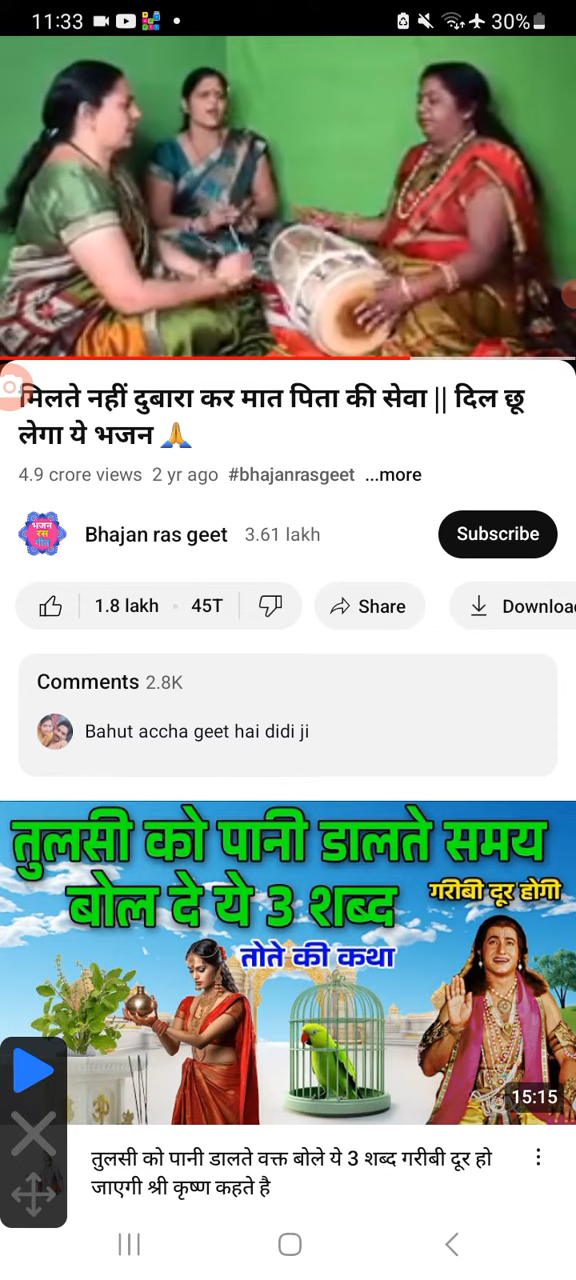 11:33
30%
मिलते नहीं दुबारा कर मात पिता की सेवा || दिल छू
लेगा ये भजन 🙏
4.9 crore views 2 yr ago #bhajanrasgeet ...more
भजन
रस
गीत
Bhajan ras geet 3.61 lakh
Subscribe
1.8 lakh 45T
Share
Downloa
Comments 2.8K
Bahut accha geet hai didi ji
तुलसी को पानी डालते समय
बोल दे ये 3 शब्द गरीबी दूर होगी
तोते की कथा
15:15
तुलसी को पानी डालते वक्त बोले ये 3 शब्द गरीबी दूर हो
जाएगी श्री कृष्ण कहते है